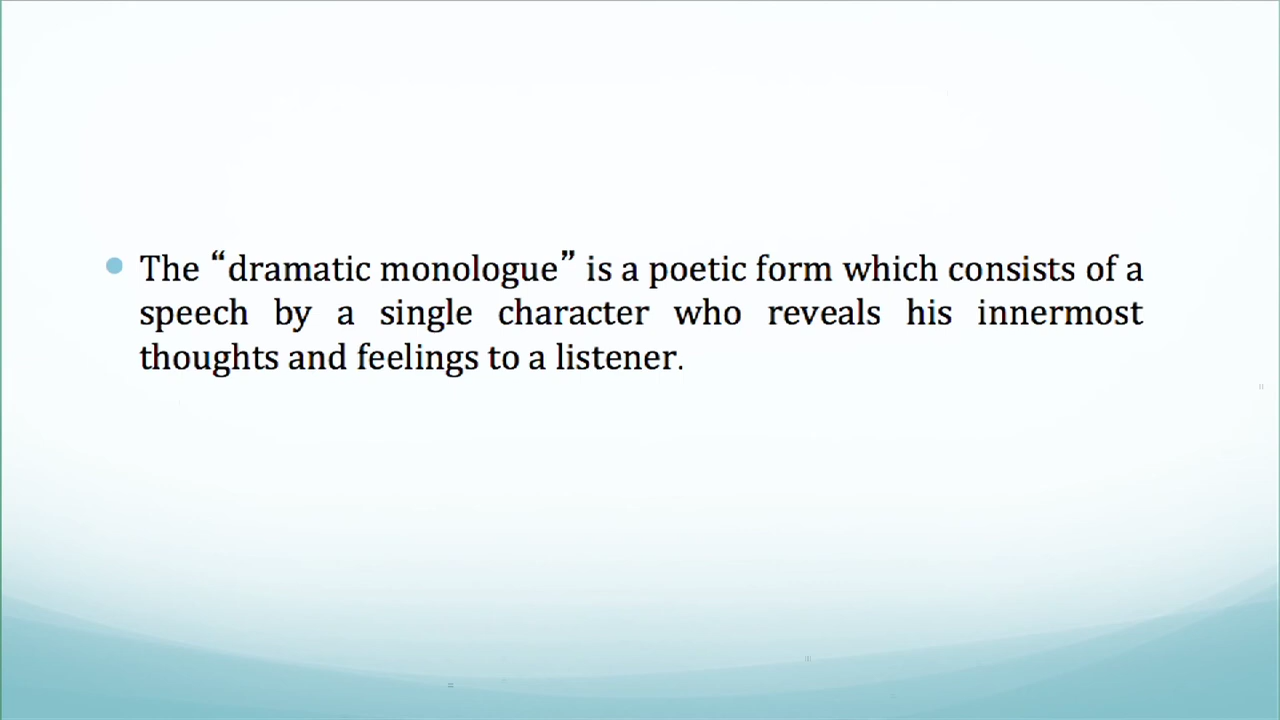 The “dramatic monologue” is a poetic form which consists of a
speech by a single character who reveals his innermost
thoughts and feelings to a listener.